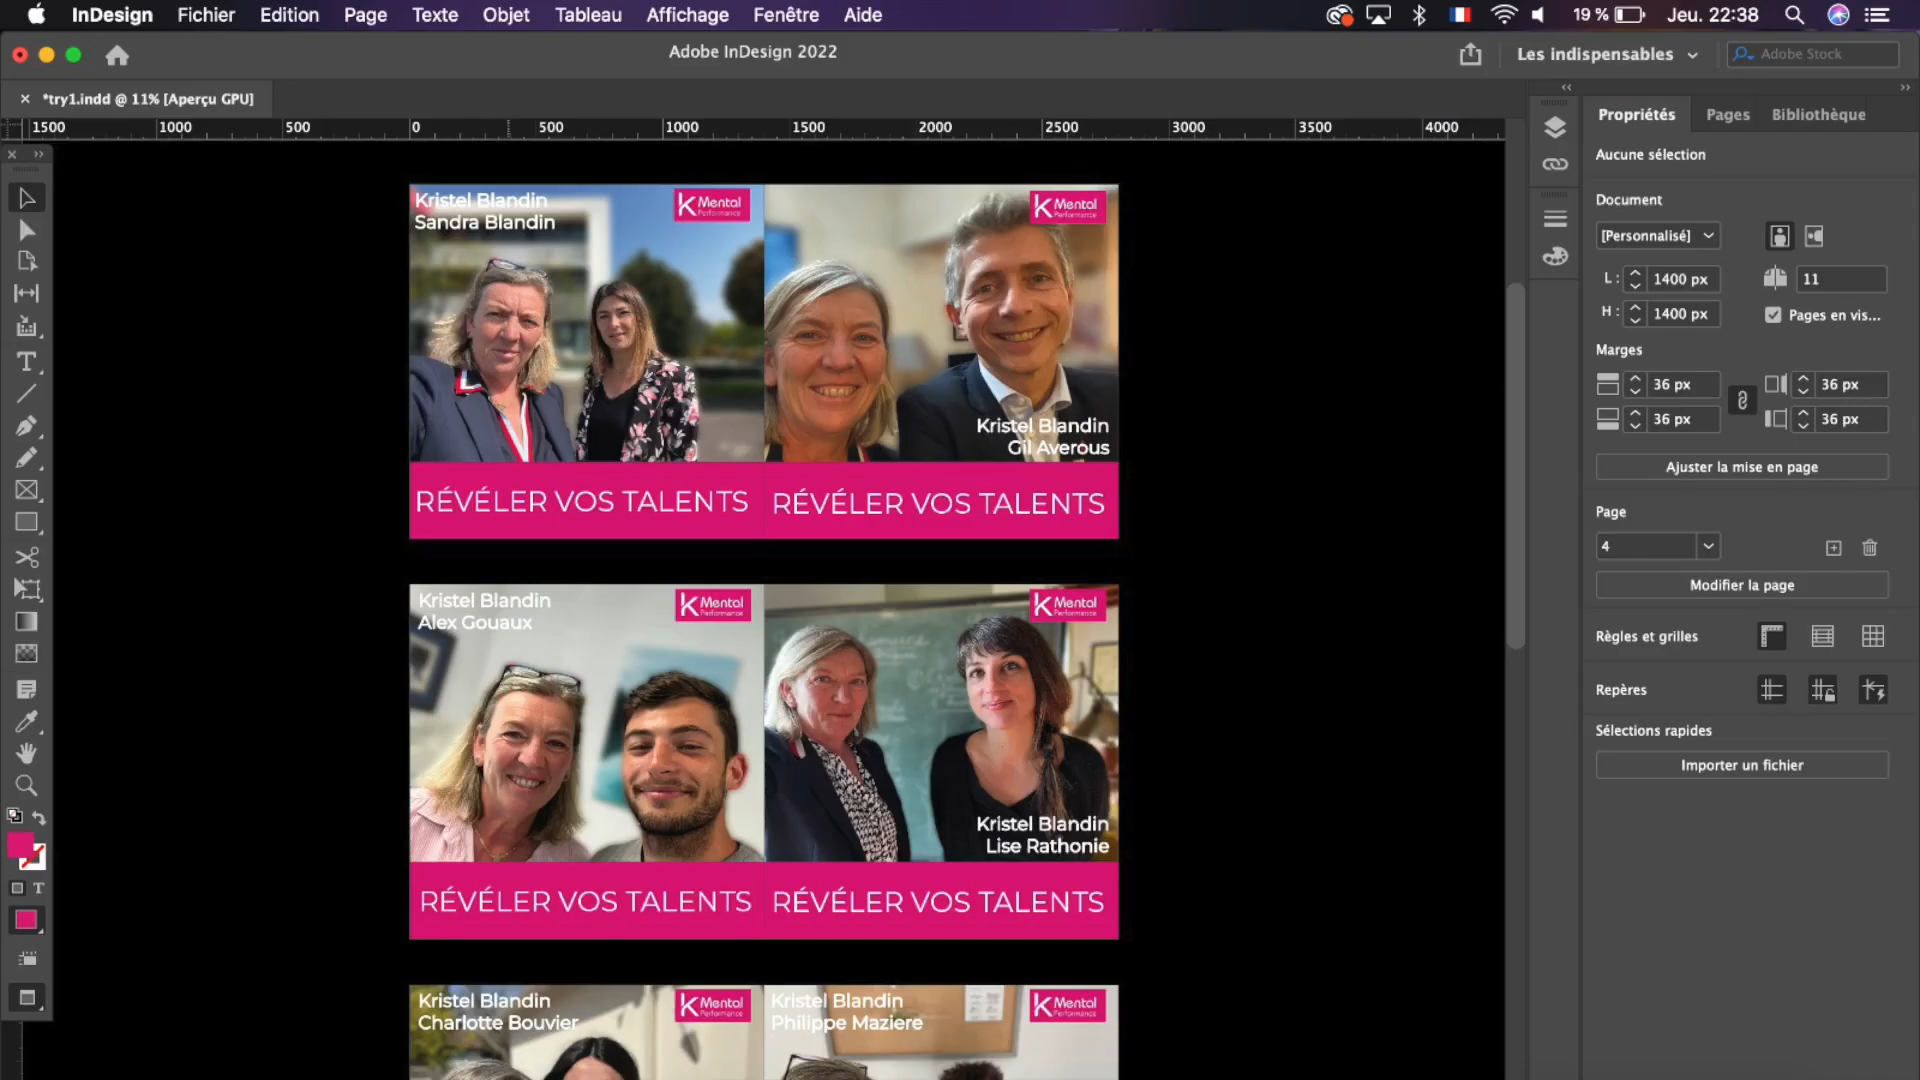 InDesign Fichier Edition Page Texte Objet Tableau Affichage Fenêtre Aide
19 % Jeu. 22:38
Adobe InDesign 2022
Les indispensables
Adobe Stock
*try1.indd @ 11% [Aperçu GPU]
1500 1000 500 0 500 1000 1500 2000 2500 3000 3500 4000
Kristel Blandin
Sandra Blandin
K Mental
Performance
RÉVÉLER VOS TALENTS
K Mental
Performance
Kristel Blandin
Gil Averous
RÉVÉLER VOS TALENTS
Kristel Blandin
Alex Gouaux
K Mental
Performance
RÉVÉLER VOS TALENTS
K Mental
Performance
Kristel Blandin
Lise Rathonie
RÉVÉLER VOS TALENTS
Kristel Blandin
Charlotte Bouvier
K Mental
Performance
Kristel Blandin
Philippe Maziere
K Mental
Performance
Propriétés Pages Bibliothèque
Aucune sélection
Document
[Personnalisé]
L : 1400 px 11
H : 1400 px Pages en vis...
Marges
36 px 36 px
36 px 36 px
Ajuster la mise en page
Page
4
Modifier la page
Règles et grilles
Repères
Sélections rapides
Importer un fichier